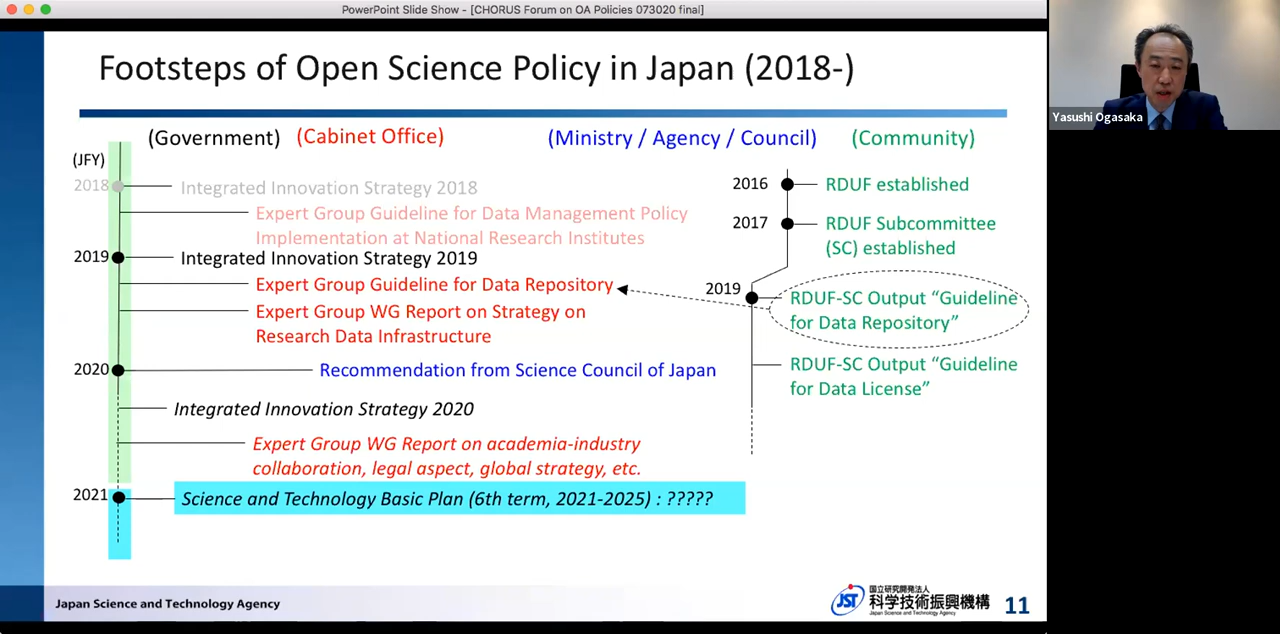 PowerPoint Slide Show - [CHORUS Forum on OA Policies 073020 final]
Footsteps of Open Science Policy in Japan (2018-)
(Government) (Cabinet Office) (Ministry / Agency / Council) (Community)
(JFY)
2018 Integrated Innovation Strategy 2018
Expert Group Guideline for Data Management Policy
Implementation at National Research Institutes
2019 Integrated Innovation Strategy 2019
Expert Group Guideline for Data Repository
Expert Group WG Report on Strategy on
Research Data Infrastructure
2020 Recommendation from Science Council of Japan
Integrated Innovation Strategy 2020
Expert Group WG Report on academia-industry
collaboration, legal aspect, global strategy, etc.
2021 Science and Technology Basic Plan (6th term, 2021-2025) : ?????
2016 RDUF established
2017 RDUF Subcommittee
(SC) established
2019 RDUF-SC Output “Guideline
for Data Repository”
RDUF-SC Output “Guideline
for Data License”
Japan Science and Technology Agency
JST
国立研究開発法人
科学技術振興機構
Japan Science and Technology Agency
11
Yasushi Ogasaka